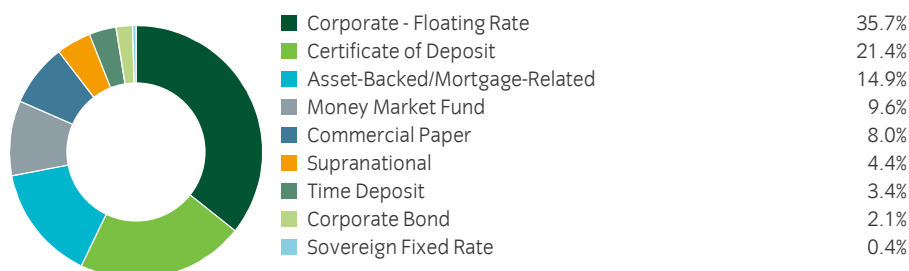 Corporate - Floating Rate 35.7%
Certificate of Deposit 21.4%
Asset-Backed/Mortgage-Related 14.9%
Money Market Fund 9.6%
Commercial Paper 8.0%
Supranational 4.4%
Time Deposit 3.4%
Corporate Bond 2.1%
Sovereign Fixed Rate 0.4%